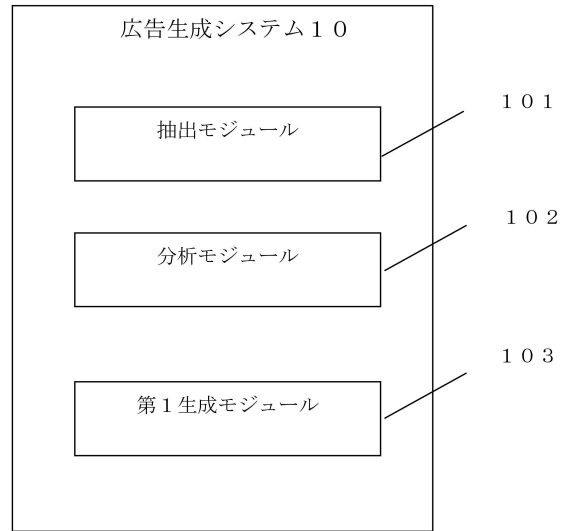 広告生成システム１０
抽出モジュール
１０１
分析モジュール
１０２
第１生成モジュール
１０３